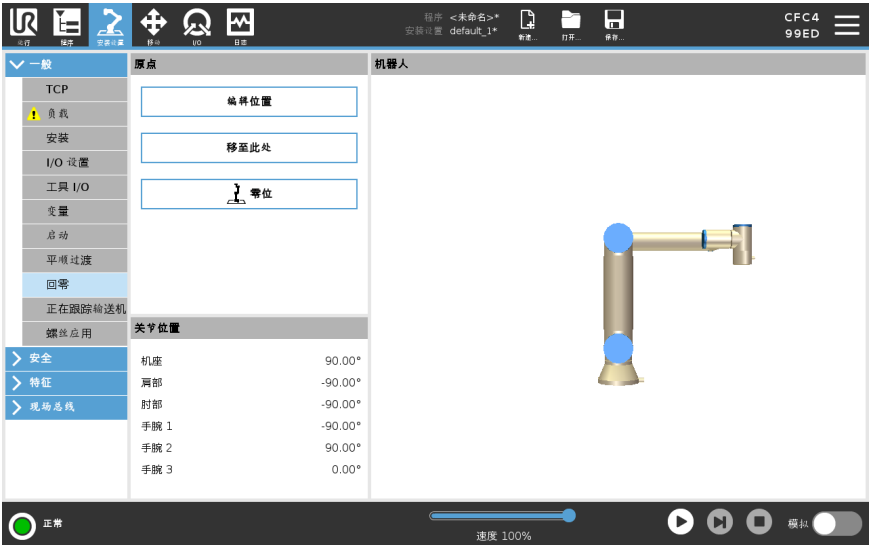 UR
运行
程序
安装设置
移动
I/O
日志
程序 <未命名>*
安装设置 default_1*
新建...
打开...
保存...
CFC4
99ED
一般
TCP
负载
安装
I/O 设置
工具 I/O
变量
启动
平顺过渡
回零
正在跟踪输送机
螺丝应用
安全
特征
现场总线
原点
编辑位置
移至此处
零位
关节位置
机座 90.00°
肩部 -90.00°
肘部 -90.00°
手腕 1 -90.00°
手腕 2 90.00°
手腕 3 0.00°
机器人
正常
速度 100%
模拟